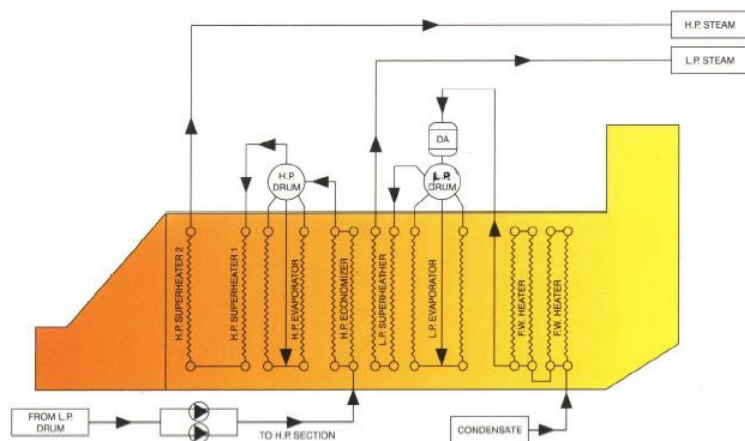 H.P. STEAM
L.P. STEAM
DA
H.P.
DRUM
L.P.
DRUM
H.P. SUPERHEATER 2
H.P. SUPERHEATER 1
H.P. EVAPORATOR
H.P. ECONOMIZER
L.P. SUPERHEATHER
L.P. EVAPORATOR
F.W. HEATER
F.W. HEATER
FROM L.P.
DRUM
TO H.P. SECTION
CONDENSATE